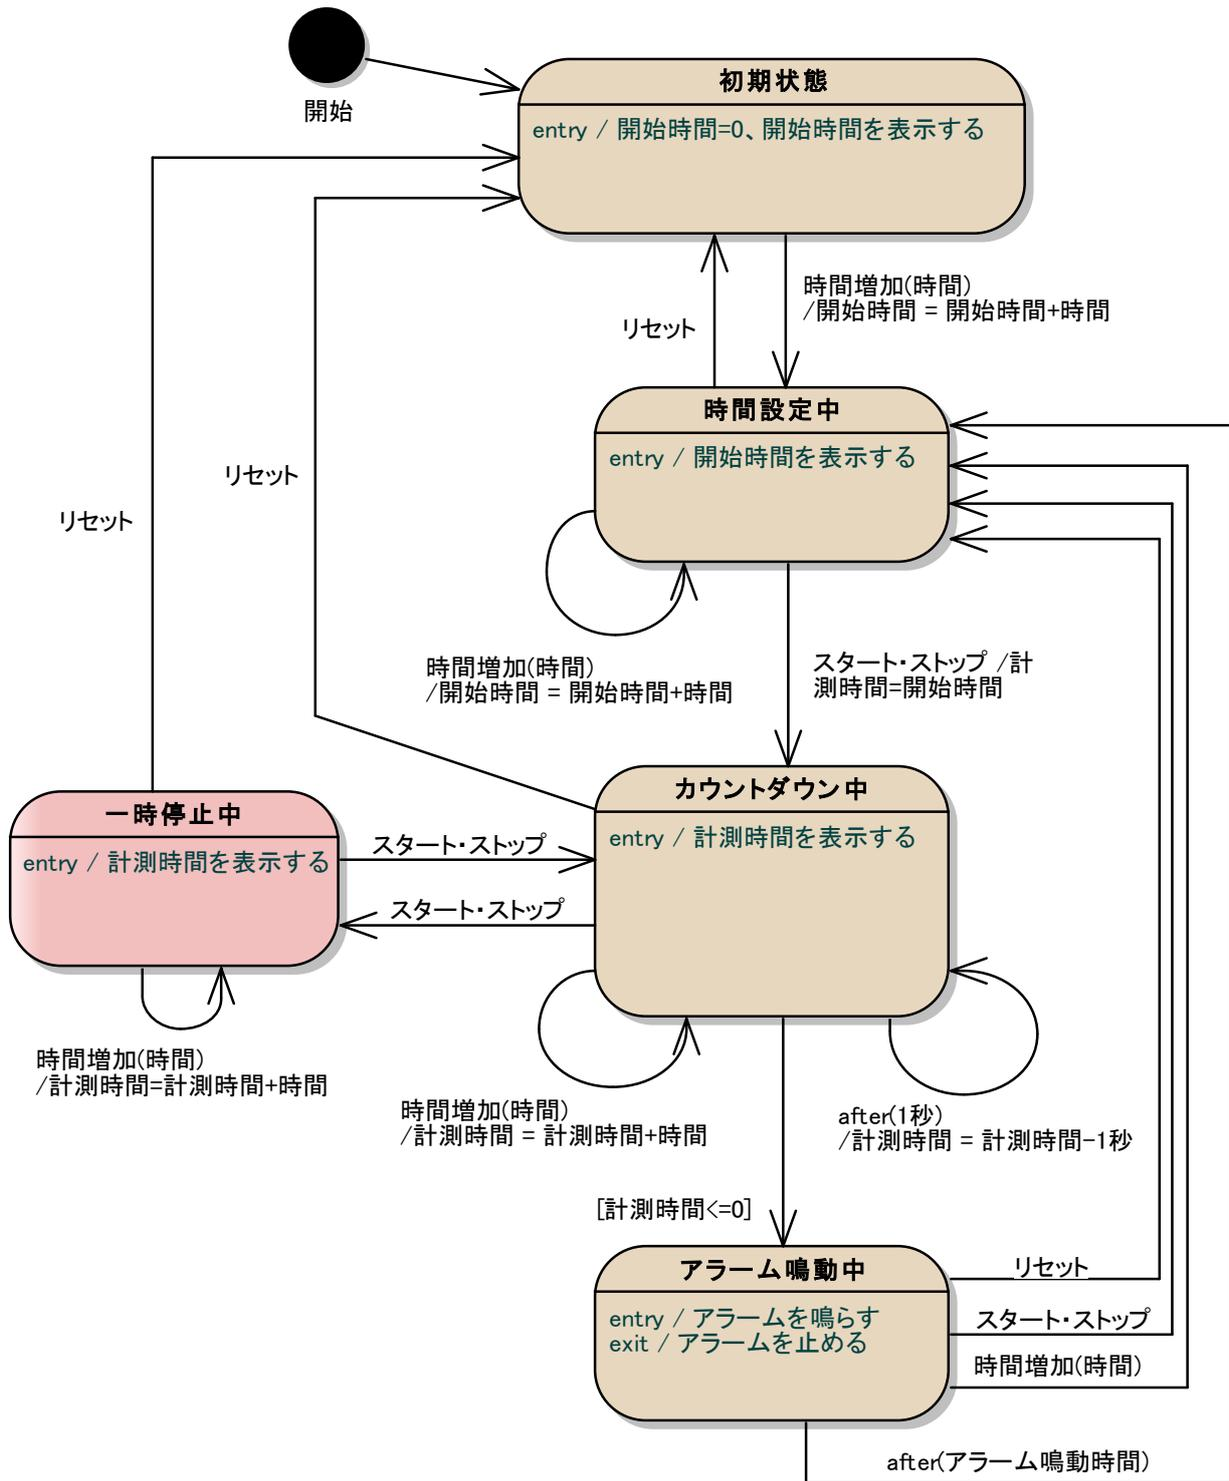 開始
初期状態
entry / 開始時間=0、開始時間を表示する
時間増加(時間)
/開始時間 = 開始時間+時間
リセット
時間設定中
entry / 開始時間を表示する
リセット
リセット
時間増加(時間)
/開始時間 = 開始時間+時間
スタート・ストップ /計
測時間=開始時間
カウントダウン中
entry / 計測時間を表示する
一時停止中
entry / 計測時間を表示する
スタート・ストップ
スタート・ストップ
時間増加(時間)
/計測時間=計測時間+時間
時間増加(時間)
/計測時間 = 計測時間+時間
after(1秒)
/計測時間 = 計測時間-1秒
[計測時間<=0]
アラーム鳴動中
entry / アラームを鳴らす
exit / アラームを止める
リセット
スタート・ストップ
時間増加(時間)
after(アラーム鳴動時間)